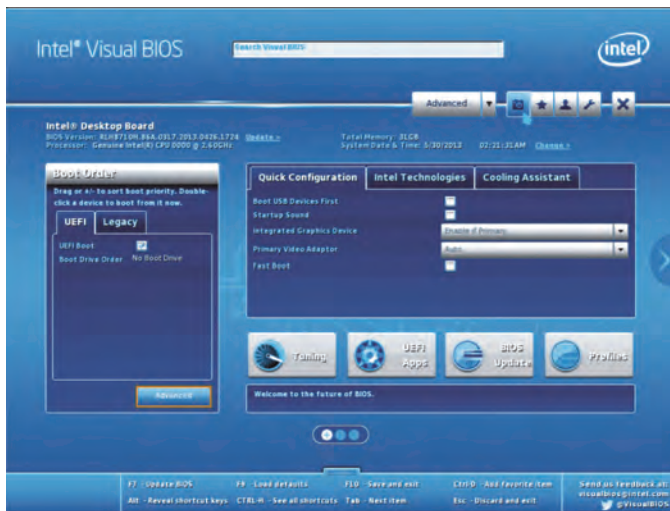 Intel® Visual BIOS
Search Visual BIOS
intel
Advanced
Intel® Desktop Board
BIOS Version: RLH8710H.86A.0317.2013.0426.1724 Update >
Processor: Genuine Intel(R) CPU 0000 @ 2.60GHz
Total Memory: 31GB
System Date & Time: 5/30/2013 02:21:31AM Change >
Boot Order
Drag or +/- to sort boot priority. Double-
click a device to boot from it now.
UEFI Legacy
UEFI Boot
Boot Drive Order No Boot Drive
Advanced
Quick Configuration Intel Technologies Cooling Assistant
Boot USB Devices First
Startup Sound
Integrated Graphics Device Enable if Primary
Primary Video Adaptor Auto
Fast Boot
Tuning
UEFI
Apps
BIOS
Update
Profiles
Welcome to the future of BIOS.
F7 - Update BIOS F9 - Load defaults F10 - Save and exit Ctrl-D - Add favorite item
Alt - Reveal shortcut keys CTRL-H - See all shortcuts Tab - Next item Esc - Discard and exit
Send us feedback at:
visualbios@intel.com
@VisualBIOS